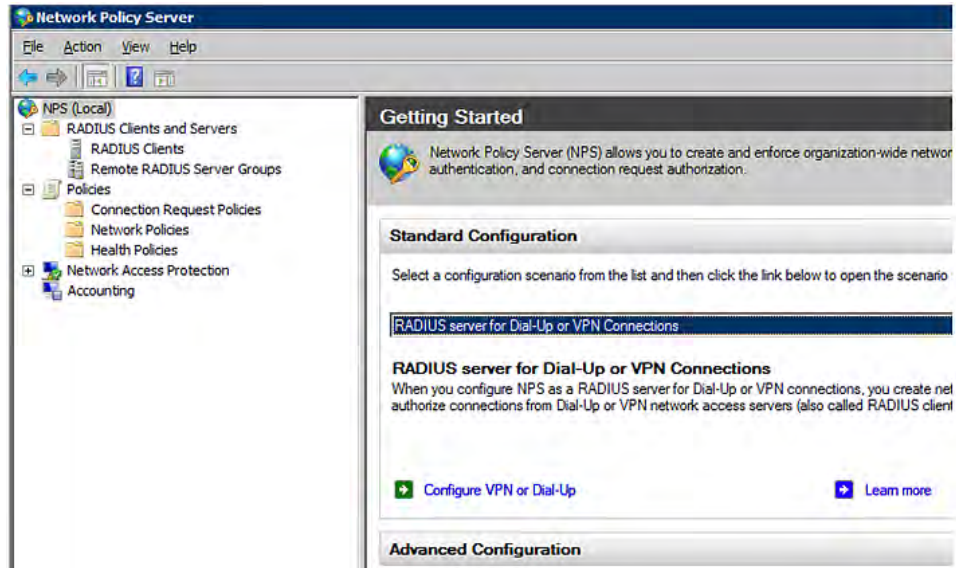 Network Policy Server
File Action View Help
NPS (Local)
RADIUS Clients and Servers
RADIUS Clients
Remote RADIUS Server Groups
Policies
Connection Request Policies
Network Policies
Health Policies
Network Access Protection
Accounting
Getting Started
Network Policy Server (NPS) allows you to create and enforce organization-wide networ
authentication, and connection request authorization.
Standard Configuration
Select a configuration scenario from the list and then click the link below to open the scenario
RADIUS server for Dial-Up or VPN Connections
RADIUS server for Dial-Up or VPN Connections
When you configure NPS as a RADIUS server for Dial-Up or VPN connections, you create net
authorize connections from Dial-Up or VPN network access servers (also called RADIUS client
Configure VPN or Dial-Up
Learn more
Advanced Configuration